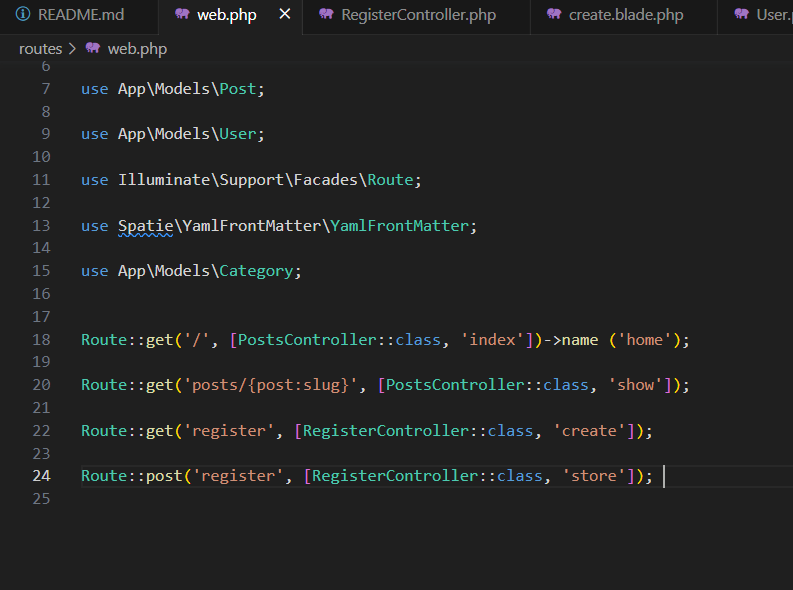 README.md web.php × RegisterController.php create.blade.php User.
routes > web.php
6
7 use App\Models\Post;
8
9 use App\Models\User;
10
11 use Illuminate\Support\Facades\Route;
12
13 use Spatie\YamlFrontMatter\YamlFrontMatter;
14
15 use App\Models\Category;
16
17
18 Route::get('/', [PostsController::class, 'index'])->name ('home');
19
20 Route::get('posts/{post:slug}', [PostsController::class, 'show']);
21
22 Route::get('register', [RegisterController::class, 'create']);
23
24 Route::post('register', [RegisterController::class, 'store']);
25